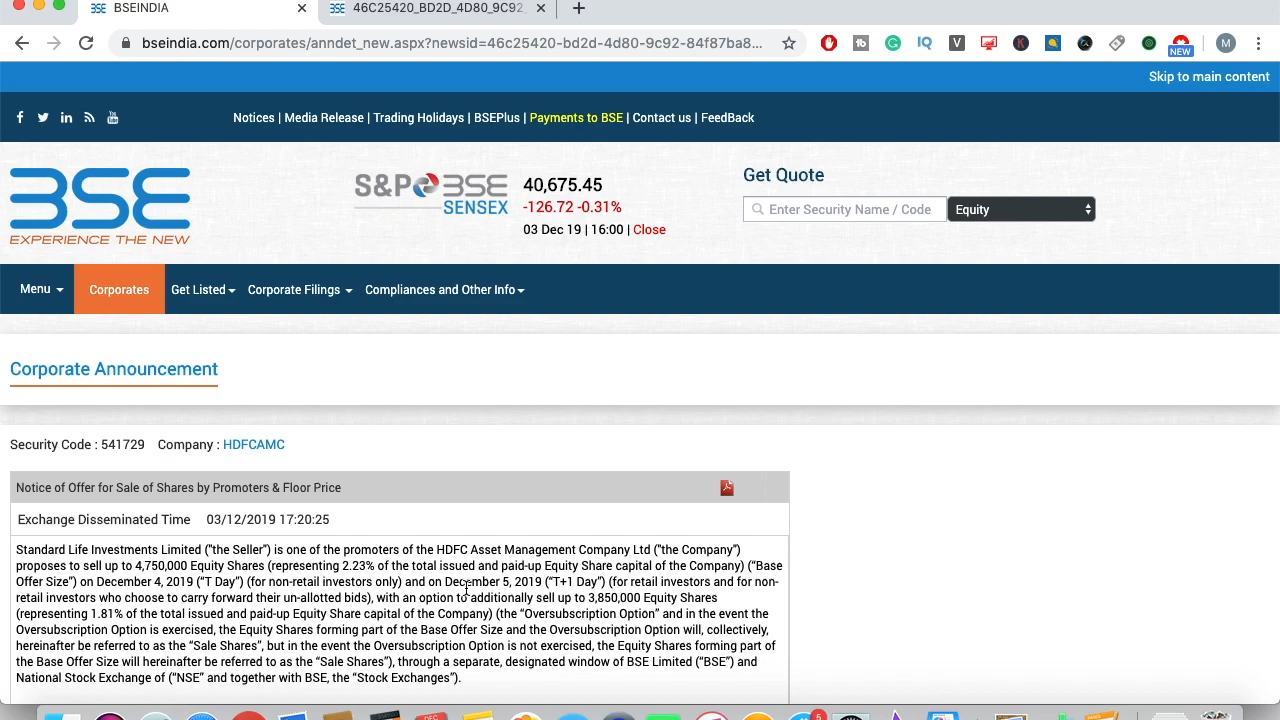 BSEINDIA
46C25420_BD2D_4D80_9C92_
bseindia.com/corporates/anndet_new.aspx?newsid=46c25420-bd2d-4d80-9c92-84f87ba8...
tb
IQ
V
K
NEW
M
Skip to main content
Notices | Media Release | Trading Holidays | BSEPlus | Payments to BSE | Contact us | FeedBack
BSE
EXPERIENCE THE NEW
S&P BSE
SENSEX
40,675.45
-126.72 -0.31%
03 Dec 19 | 16:00 | Close
Get Quote
Enter Security Name / Code
Equity
Menu
Corporates
Get Listed
Corporate Filings
Compliances and Other Info
Corporate Announcement
Security Code : 541729 Company : HDFCAMC
Notice of Offer for Sale of Shares by Promoters & Floor Price
Exchange Disseminated Time 03/12/2019 17:20:25
Standard Life Investments Limited ("the Seller") is one of the promoters of the HDFC Asset Management Company Ltd ("the Company")
proposes to sell up to 4,750,000 Equity Shares (representing 2.23% of the total issued and paid-up Equity Share capital of the Company) (“Base
Offer Size”) on December 4, 2019 (“T Day”) (for non-retail investors only) and on December 5, 2019 (“T+1 Day”) (for retail investors and for non-
retail investors who choose to carry forward their un-allotted bids), with an option to additionally sell up to 3,850,000 Equity Shares
(representing 1.81% of the total issued and paid-up Equity Share capital of the Company) (the “Oversubscription Option” and in the event the
Oversubscription Option is exercised, the Equity Shares forming part of the Base Offer Size and the Oversubscription Option will, collectively,
hereinafter be referred to as the “Sale Shares”, but in the event the Oversubscription Option is not exercised, the Equity Shares forming part of
the Base Offer Size will hereinafter be referred to as the “Sale Shares”), through a separate, designated window of BSE Limited (“BSE”) and
National Stock Exchange of (“NSE” and together with BSE, the “Stock Exchanges”).
DEC
5